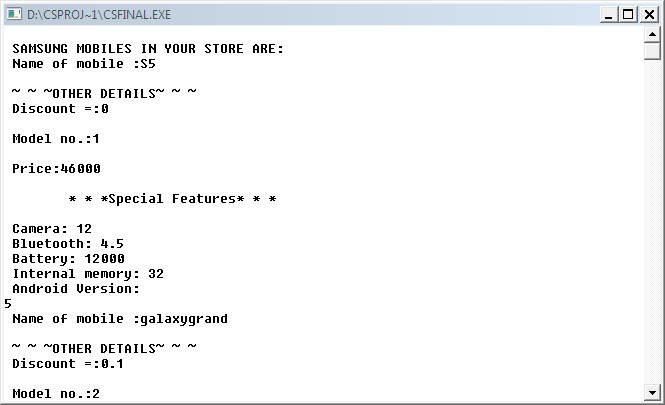 D:\CSPROJ~1\CSFINAL.EXE
SAMSUNG MOBILES IN YOUR STORE ARE:
Name of mobile :S5
~ ~ ~OTHER DETAILS~ ~ ~
Discount =:0
Model no.:1
Price:46000
* * *Special Features* * *
Camera: 12
Bluetooth: 4.5
Battery: 12000
Internal memory: 32
Android Version:
5
Name of mobile :galaxygrand
~ ~ ~OTHER DETAILS~ ~ ~
Discount =:0.1
Model no.:2